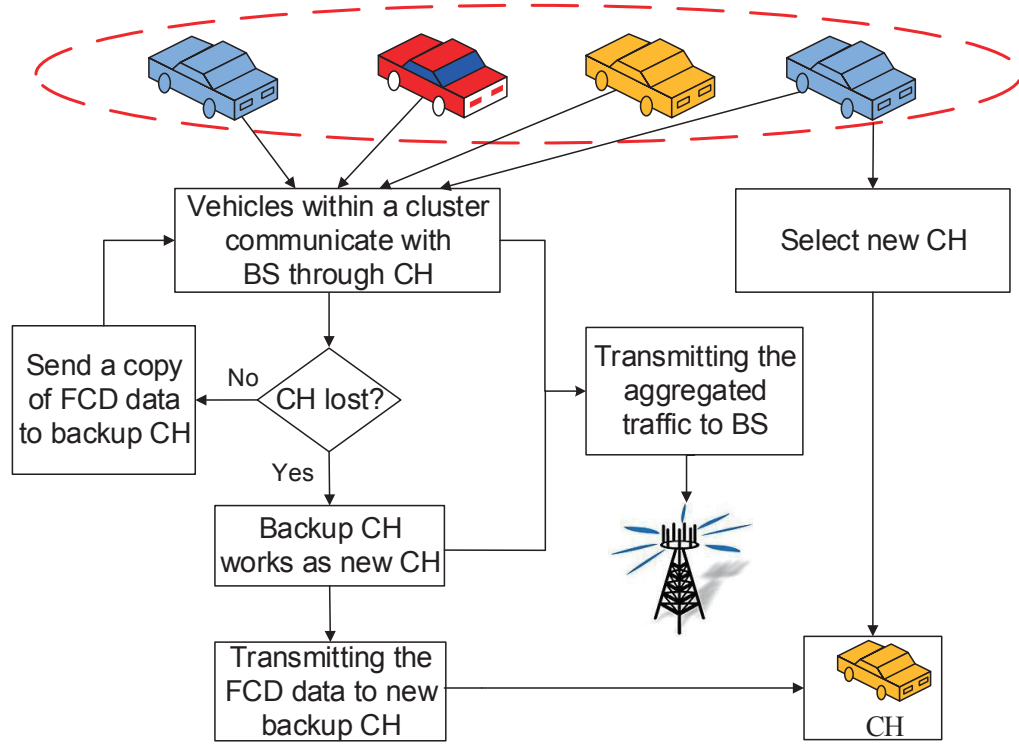 Vehicles within a cluster
communicate with
BS through CH
Select new CH
Send a copy
of FCD data
to backup CH
No
CH lost?
Transmitting the
aggregated
traffic to BS
Yes
Backup CH
works as new CH
Transmitting the
FCD data to new
backup CH
CH